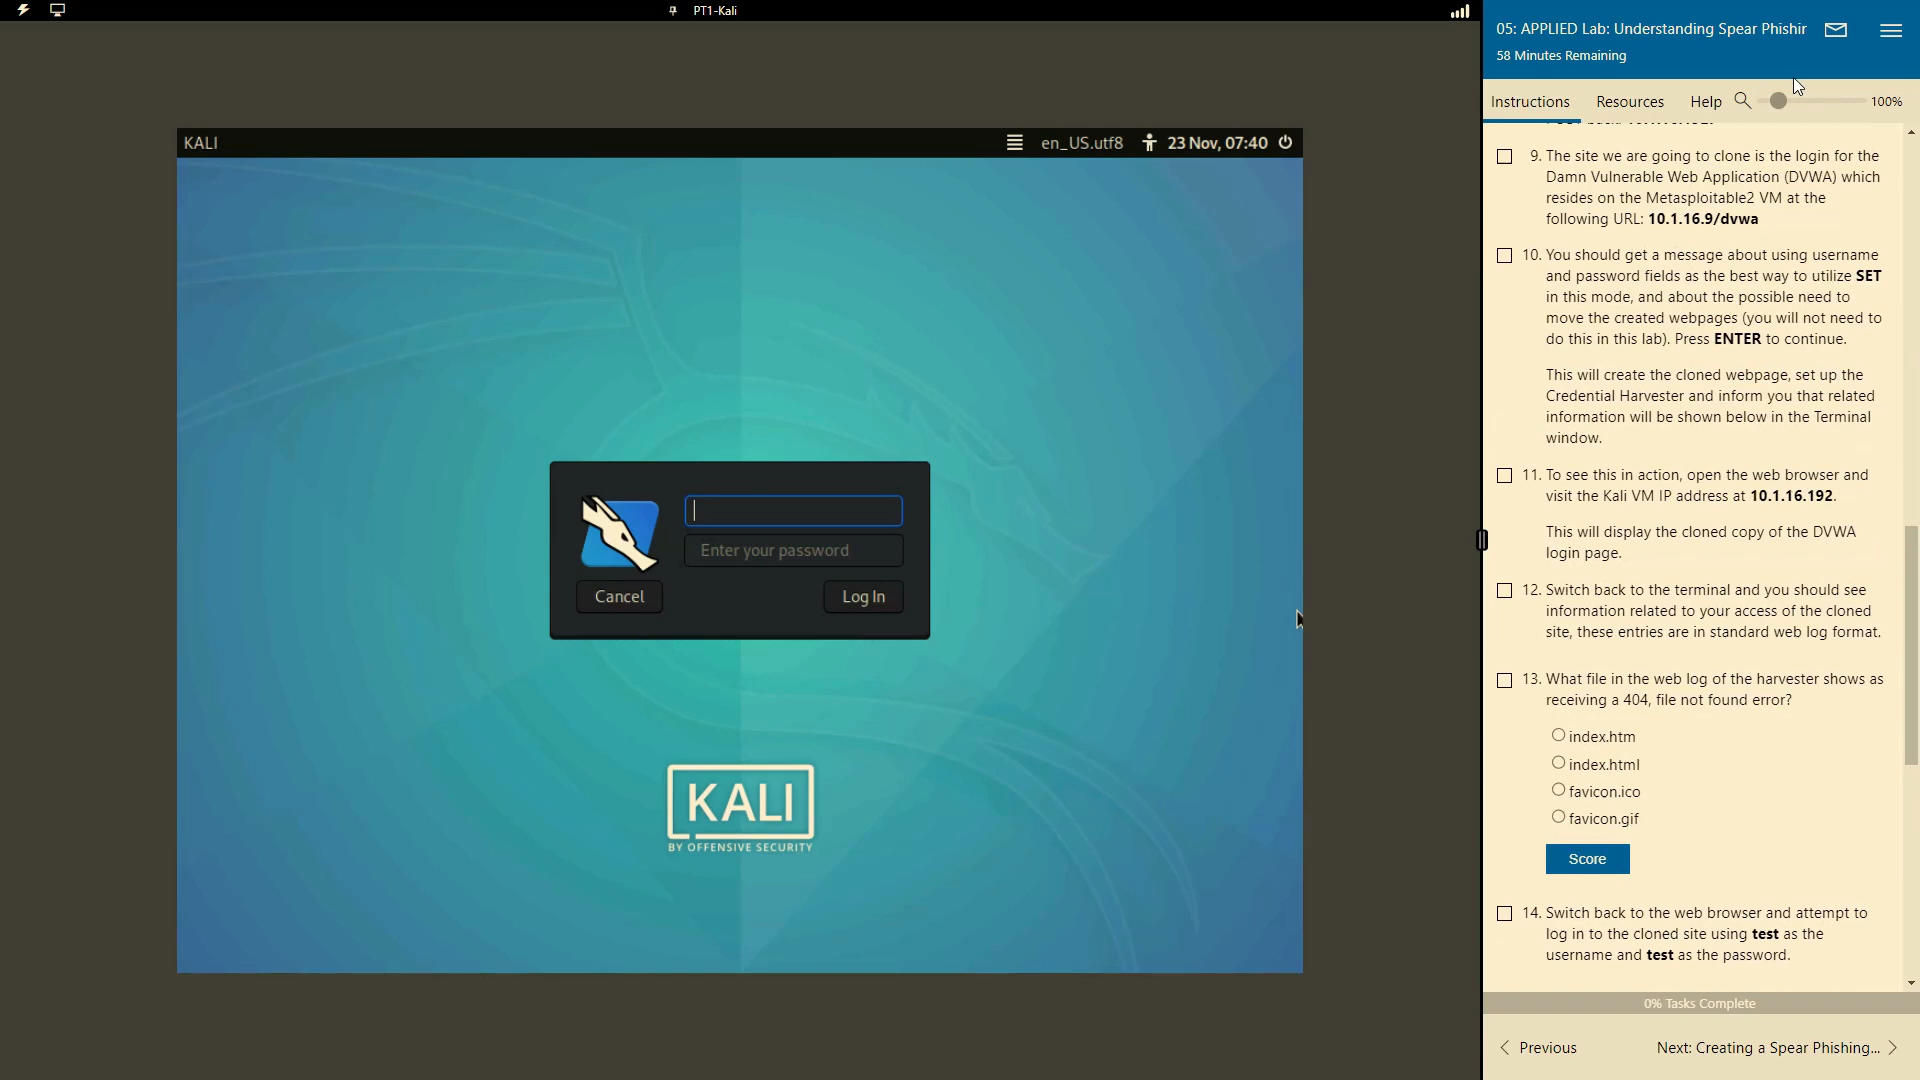 PT1-Kali
KALI
en_US.utf8
23 Nov, 07:40
Enter your password
Cancel
Log In
KALI
BY OFFENSIVE SECURITY
05: APPLIED Lab: Understanding Spear Phishir
58 Minutes Remaining
Instructions
Resources
Help
100%
9. The site we are going to clone is the login for the
Damn Vulnerable Web Application (DVWA) which
resides on the Metasploitable2 VM at the
following URL: 10.1.16.9/dvwa
10. You should get a message about using username
and password fields as the best way to utilize SET
in this mode, and about the possible need to
move the created webpages (you will not need to
do this in this lab). Press ENTER to continue.
This will create the cloned webpage, set up the
Credential Harvester and inform you that related
information will be shown below in the Terminal
window.
11. To see this in action, open the web browser and
visit the Kali VM IP address at 10.1.16.192.
This will display the cloned copy of the DVWA
login page.
12. Switch back to the terminal and you should see
information related to your access of the cloned
site, these entries are in standard web log format.
13. What file in the web log of the harvester shows as
receiving a 404, file not found error?
index.htm
index.html
favicon.ico
favicon.gif
Score
14. Switch back to the web browser and attempt to
log in to the cloned site using test as the
username and test as the password.
0% Tasks Complete
Previous
Next: Creating a Spear Phishing...